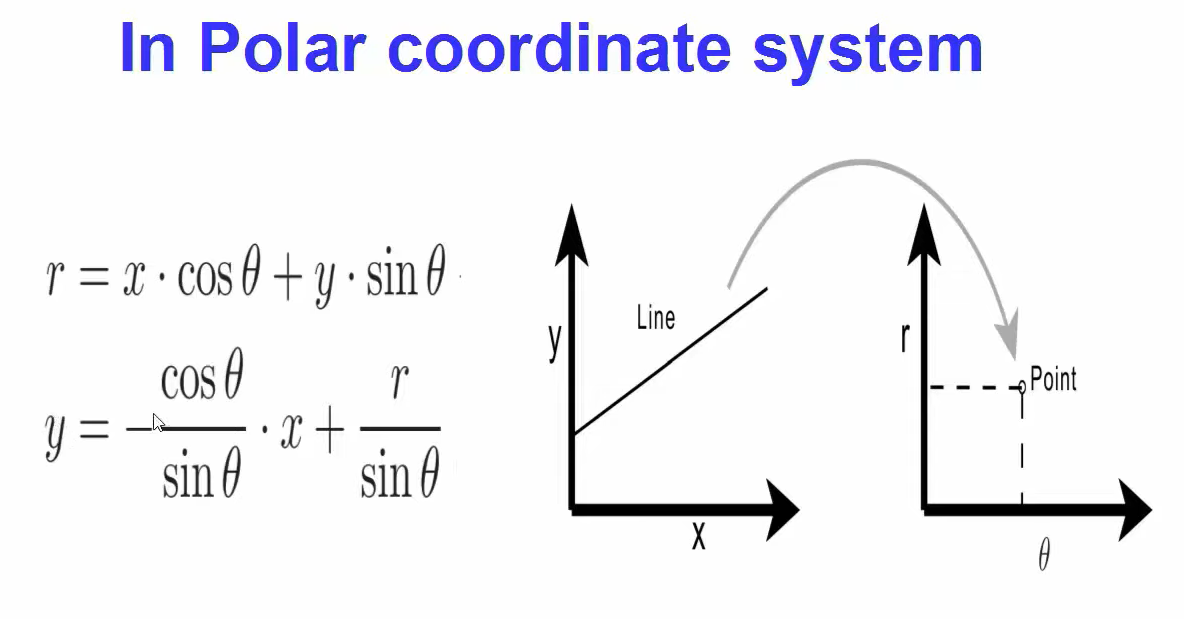 In Polar coordinate system
r = x · cos θ + y · sin θ
y = − cos θ / sin θ · x + r / sin θ
y
Line
x
r
Point
θ